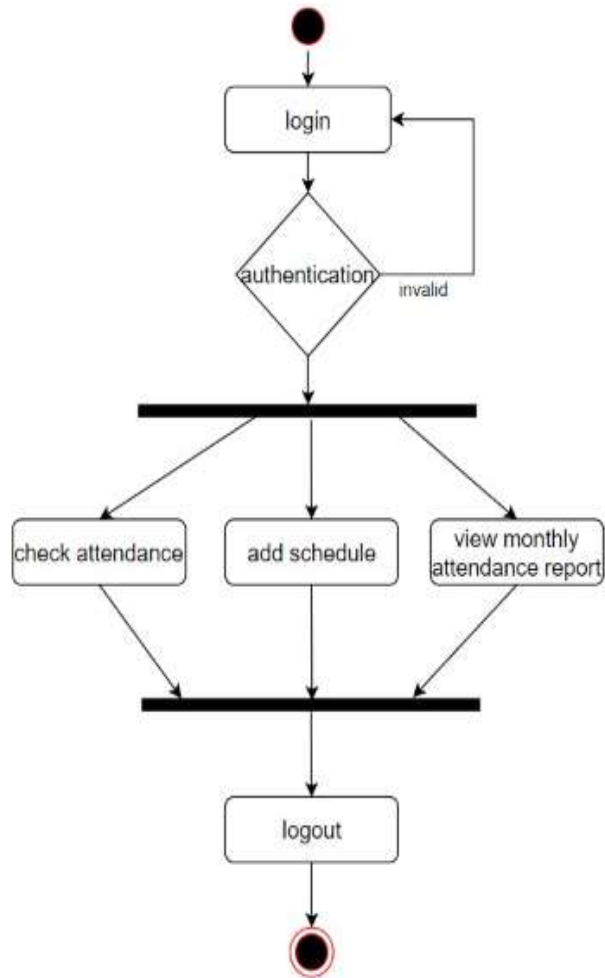 login
authentication
invalid
check attendance
add schedule
view monthly
attendance report
logout